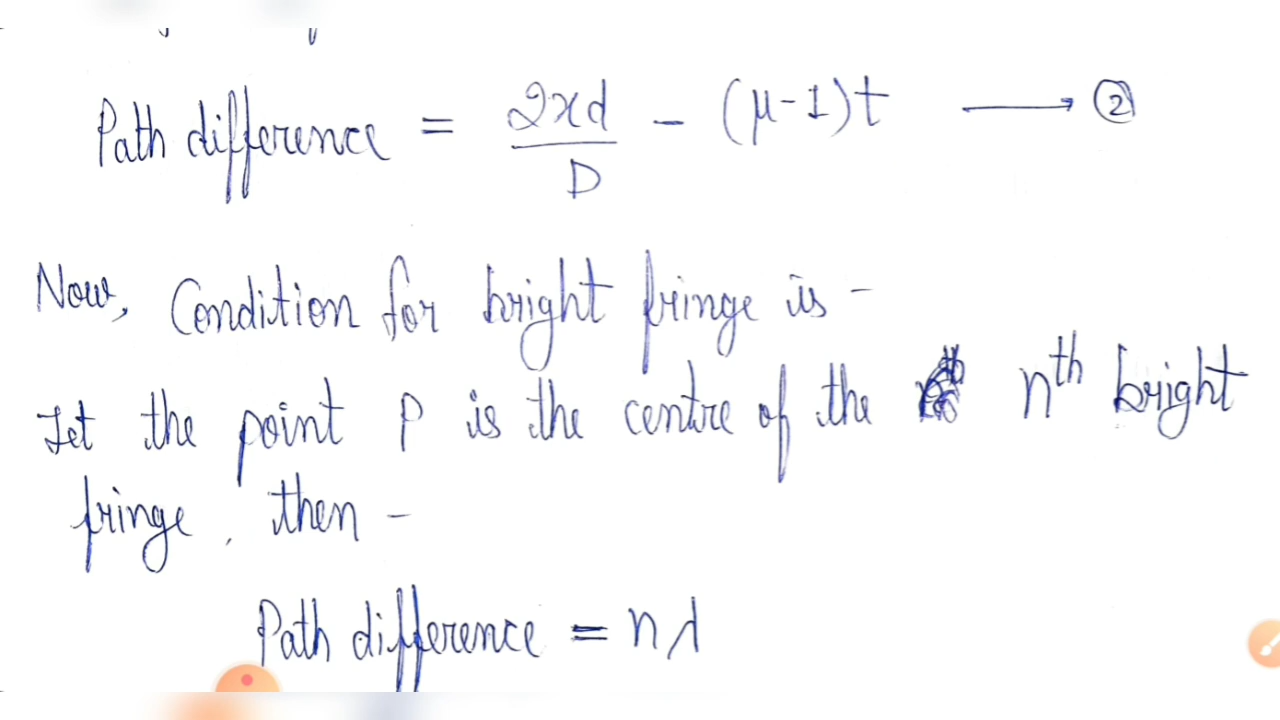 Path difference = 2xd/D - (μ-1)t ⟶ ②
Now, Condition for bright fringe is -
Let the point P is the centre of the nth bright
fringe, then -
Path difference = nλ